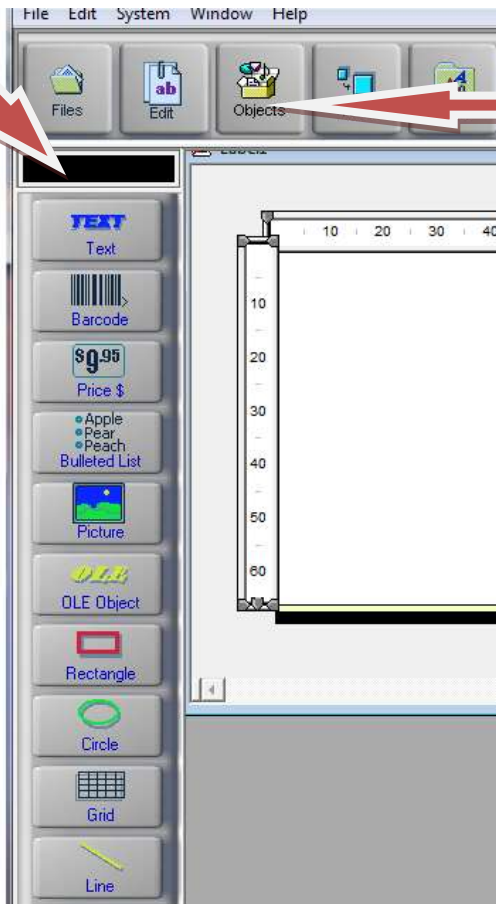 File Edit System Window Help
ab
Files
Edit
Objects
A
TEXT
Text
Barcode
$9.95
Price $
Apple
Pear
Peach
Bulleted List
Picture
OLE
OLE Object
Rectangle
Circle
Grid
Line
10 20 30 40
10
20
30
40
50
60